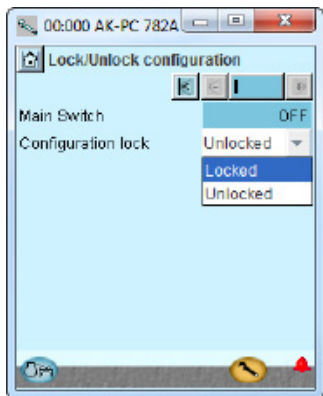 00:000 AK-PC 782A
Lock/Unlock configuration
Main Switch OFF
Configuration lock Unlocked
Locked
Unlocked